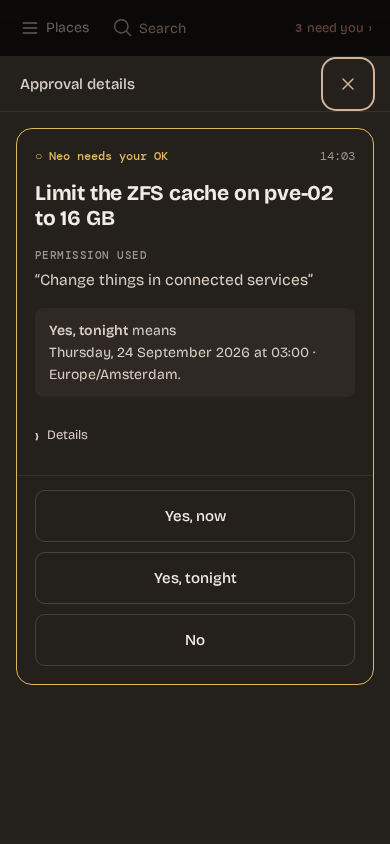 Places
Search
3 need you ›
Approval details
○ Neo needs your OK
14:03
Limit the ZFS cache on pve-02
to 16 GB
PERMISSION USED
“Change things in connected services”
Yes, tonight means
Thursday, 24 September 2026 at 03:00 ·
Europe/Amsterdam.
› Details
Yes, now
Yes, tonight
No